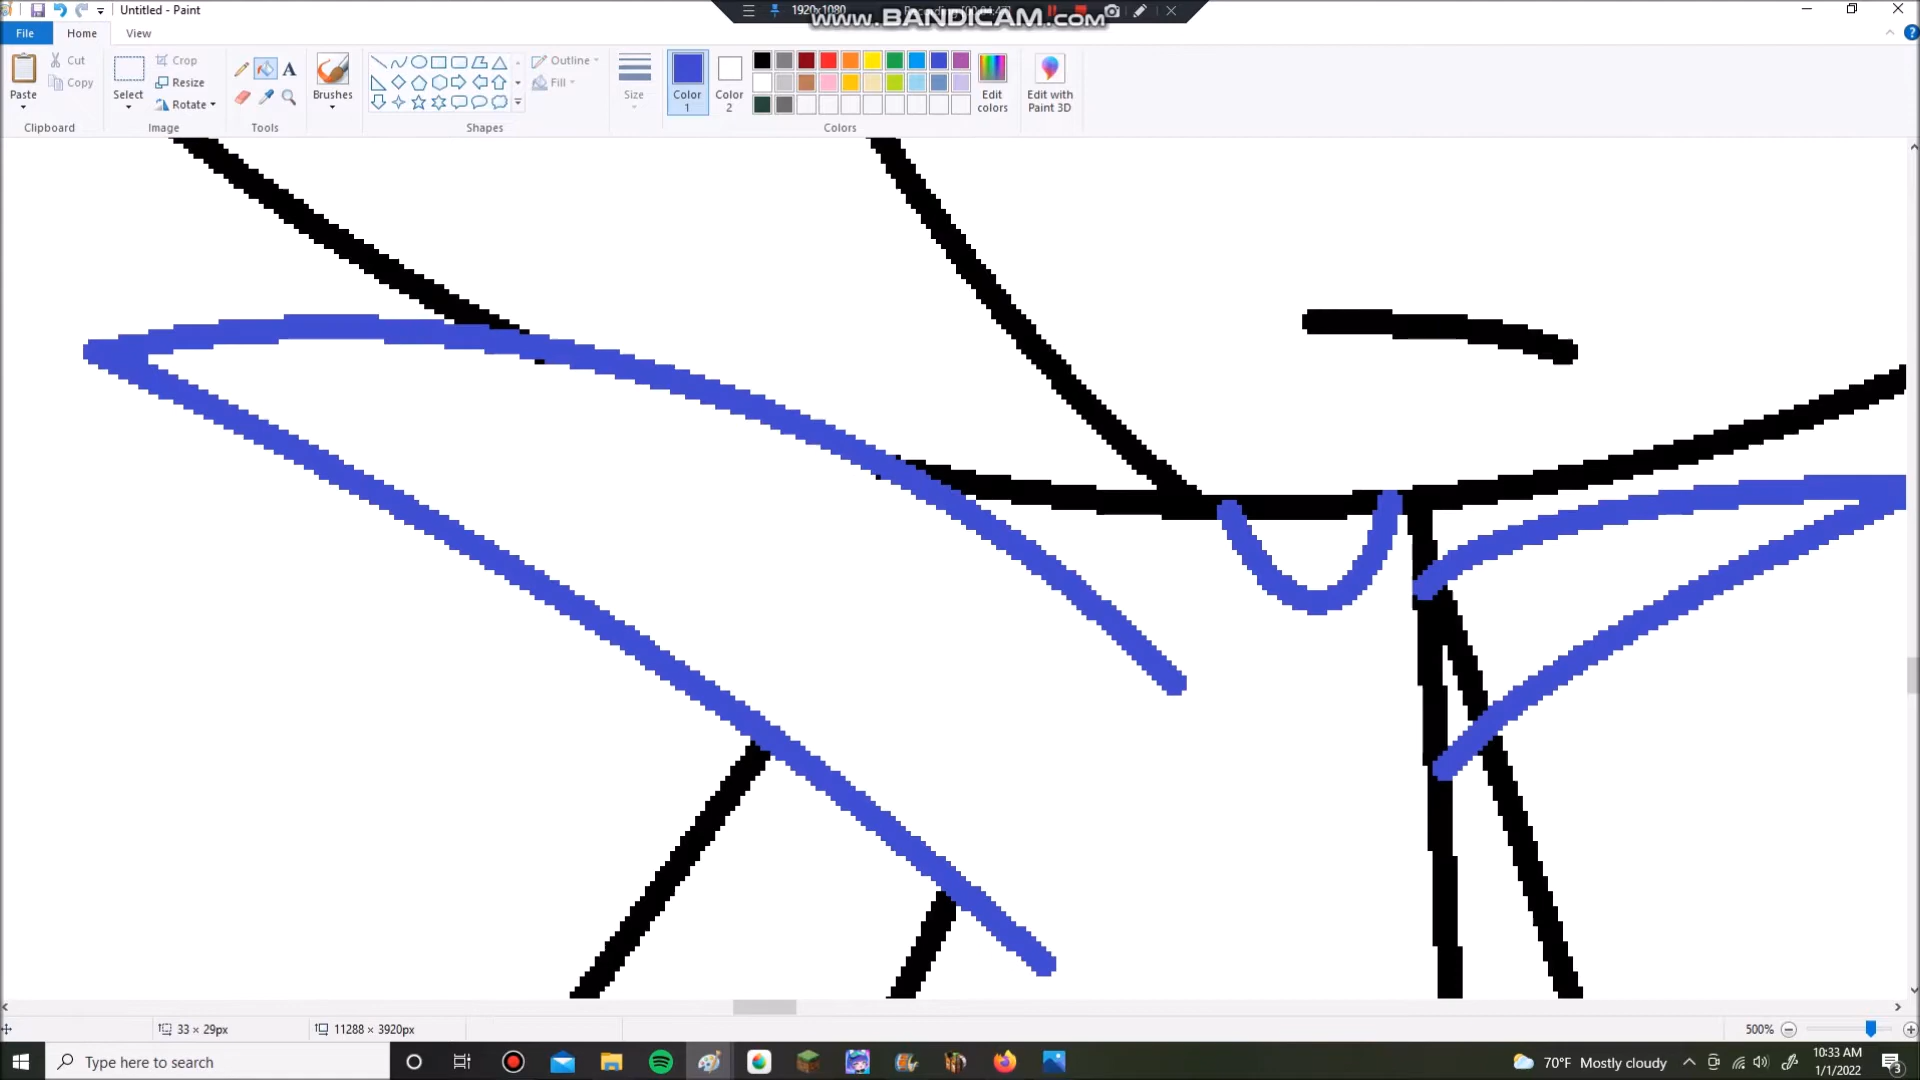 Untitled - Paint
1920x1080
www.BANDICAM.com
File
Home
View
Paste
Cut
Copy
Clipboard
Select
Crop
Resize
Rotate
Image
A
Tools
Brushes
Outline
Fill
Shapes
Size
Color 1
Color 2
Edit colors
Colors
Edit with Paint 3D
33 × 29px
11288 × 3920px
500%
Type here to search
70°F Mostly cloudy
10:33 AM
1/1/2022
3